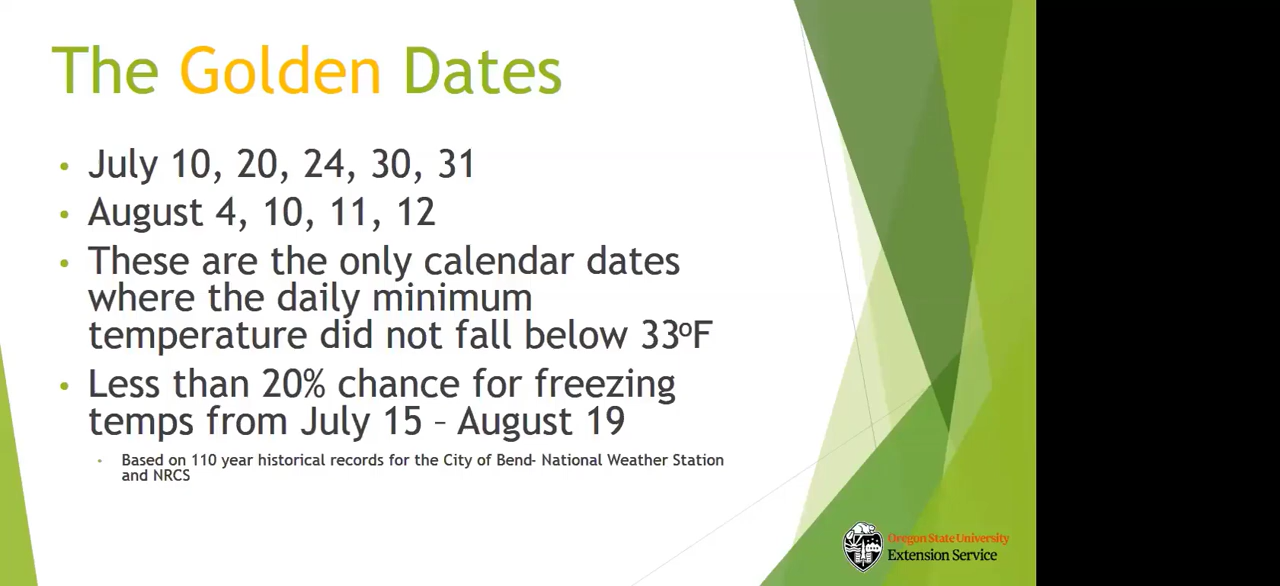 The Golden Dates
• July 10, 20, 24, 30, 31
• August 4, 10, 11, 12
• These are the only calendar dates
where the daily minimum
temperature did not fall below 33ºF
• Less than 20% chance for freezing
temps from July 15 – August 19
• Based on 110 year historical records for the City of Bend- National Weather Station
and NRCS
Oregon State University
Extension Service